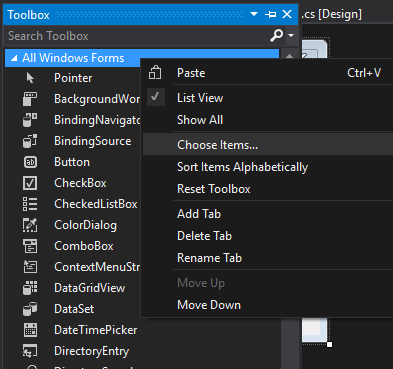 Toolbox
.cs [Design]
Search Toolbox
All Windows Forms
Pointer
BackgroundWor
BindingNavigato
BindingSource
Button
CheckBox
CheckedListBox
ColorDialog
ComboBox
ContextMenuStr
DataGridView
DataSet
DateTimePicker
DirectoryEntry
Paste Ctrl+V
List View
Show All
Choose Items...
Sort Items Alphabetically
Reset Toolbox
Add Tab
Delete Tab
Rename Tab
Move Up
Move Down